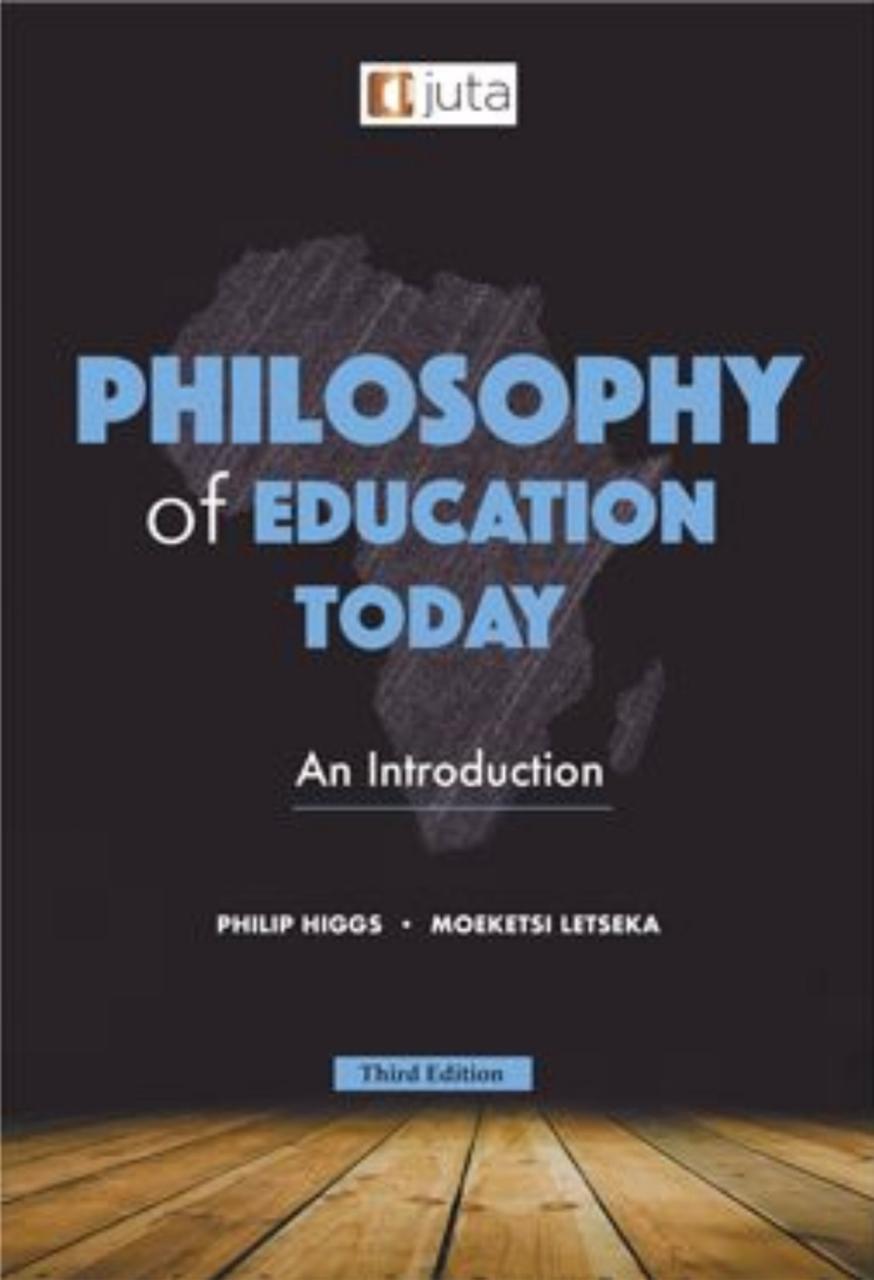 juta
PHILOSOPHY
of EDUCATION
TODAY
An Introduction
PHILIP HIGGS • MOEKETSI LETSEKA
Third Edition